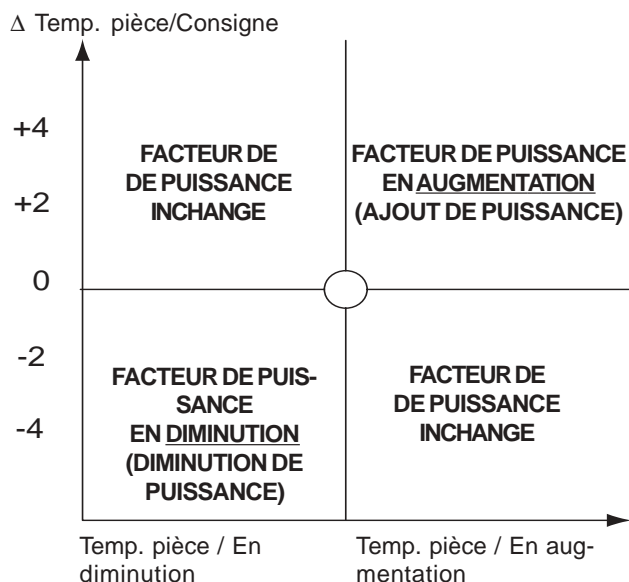 Δ Temp. pièce/Consigne
+4
+2
0
-2
-4
FACTEUR DE
DE PUISSANCE
INCHANGE
FACTEUR DE PUISSANCE
EN AUGMENTATION
(AJOUT DE PUISSANCE)
FACTEUR DE PUIS-
SANCE
EN DIMINUTION
(DIMINUTION DE
PUISSANCE)
FACTEUR DE
DE PUISSANCE
INCHANGE
Temp. pièce / En
diminution
Temp. pièce / En aug-
mentation